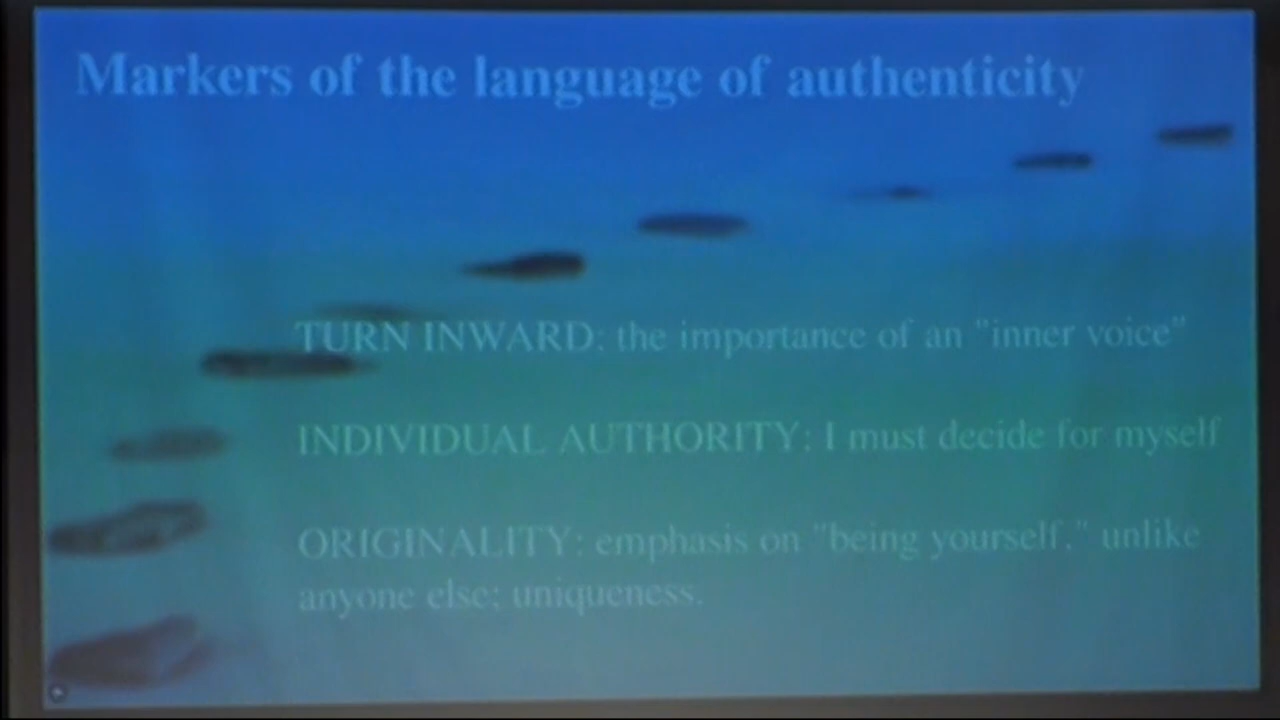 Markers of the language of authenticity
TURN INWARD: the importance of an "inner voice"
INDIVIDUAL AUTHORITY: I must decide for myself
ORIGINALITY: emphasis on "being yourself," unlike
anyone else; uniqueness.